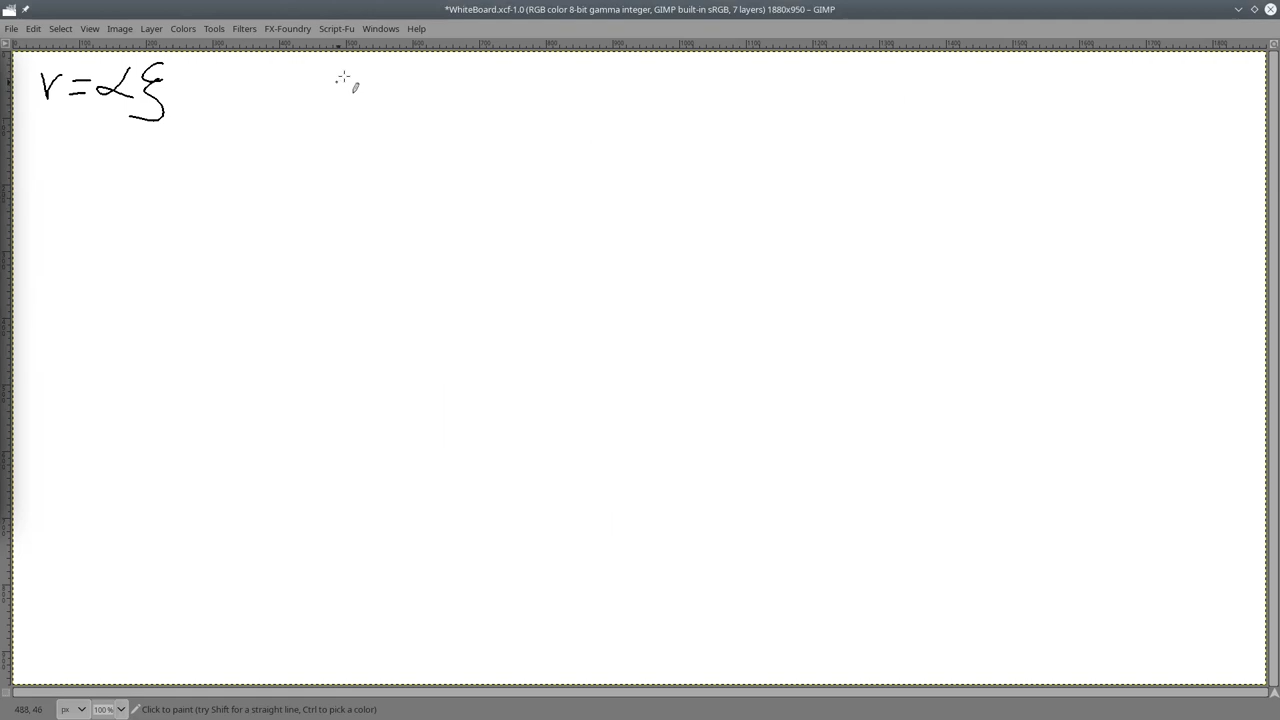 *WhiteBoard.xcf-1.0 (RGB color 8-bit gamma integer, GIMP built-in sRGB, 7 layers) 1880x950 – GIMP
File Edit Select View Image Layer Colors Tools Filters FX-Foundry Script-Fu Windows Help
r = αξ
488, 46 px 100% Click to paint (try Shift for a straight line, Ctrl to pick a color)